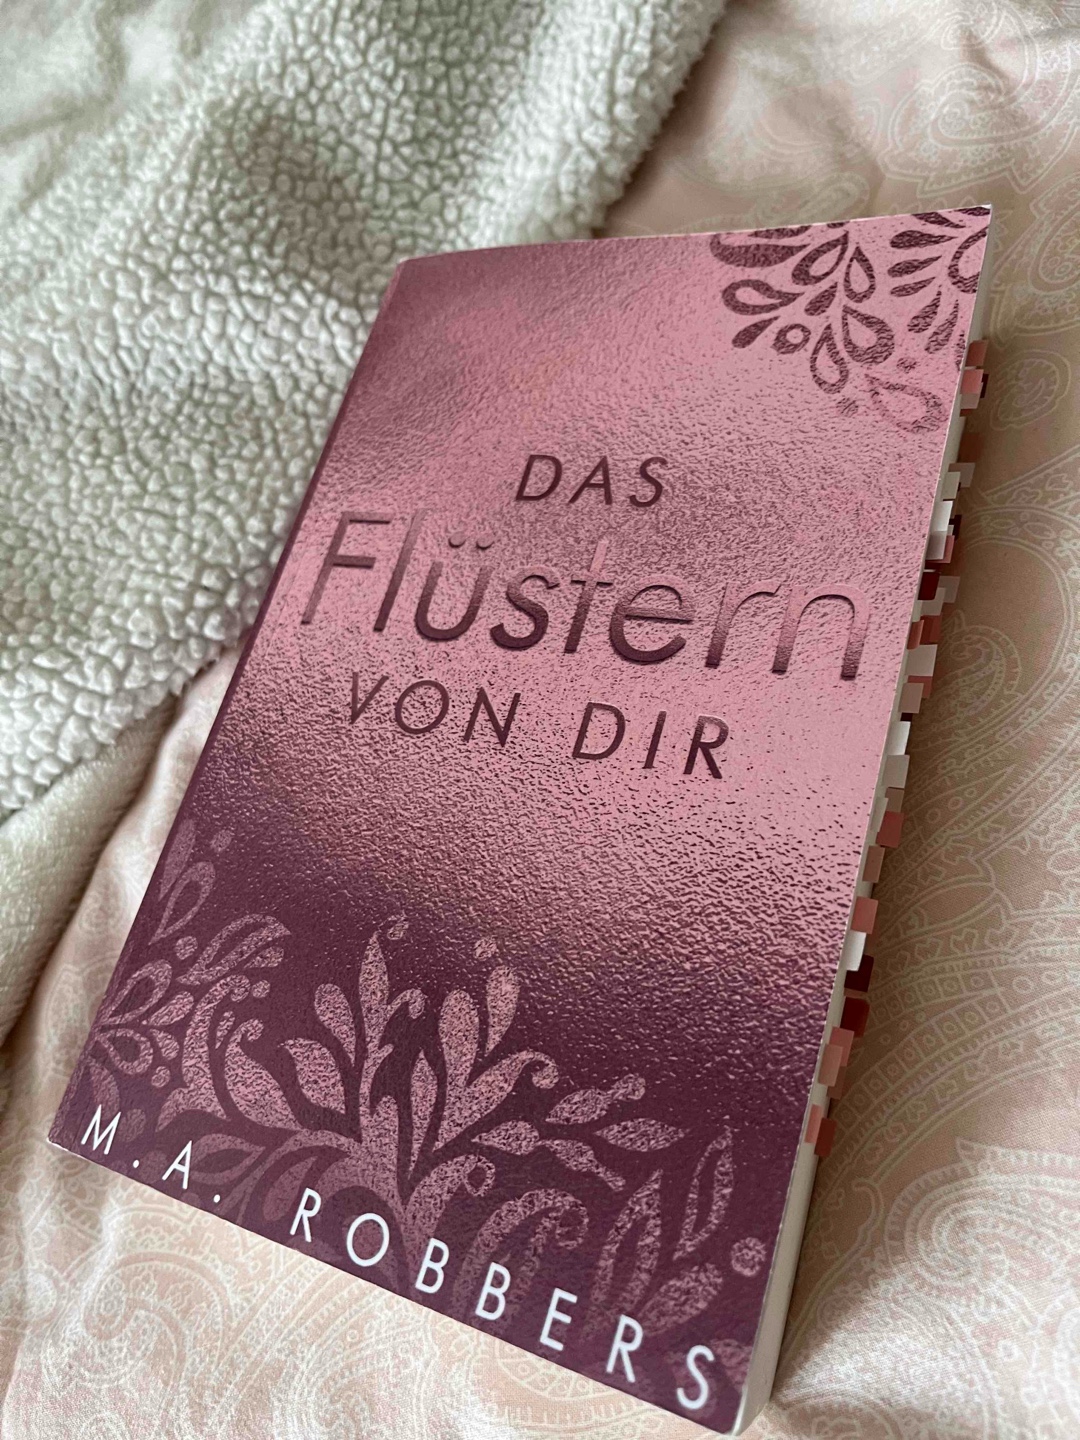 DAS
Flüstern
VON DIR
M. A. ROBBERS